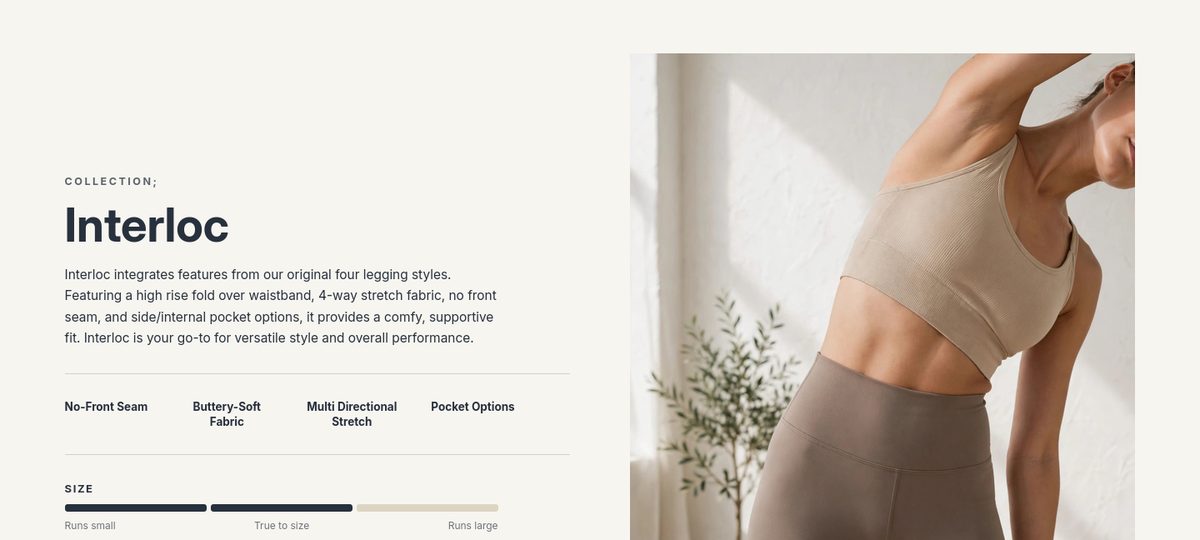 COLLECTION;
Interloc
Interloc integrates features from our original four legging styles.
Featuring a high rise fold over waistband, 4-way stretch fabric, no front
seam, and side/internal pocket options, it provides a comfy, supportive
fit. Interloc is your go-to for versatile style and overall performance.
No-Front Seam
Buttery-Soft
Fabric
Multi Directional
Stretch
Pocket Options
SIZE
Runs small
True to size
Runs large